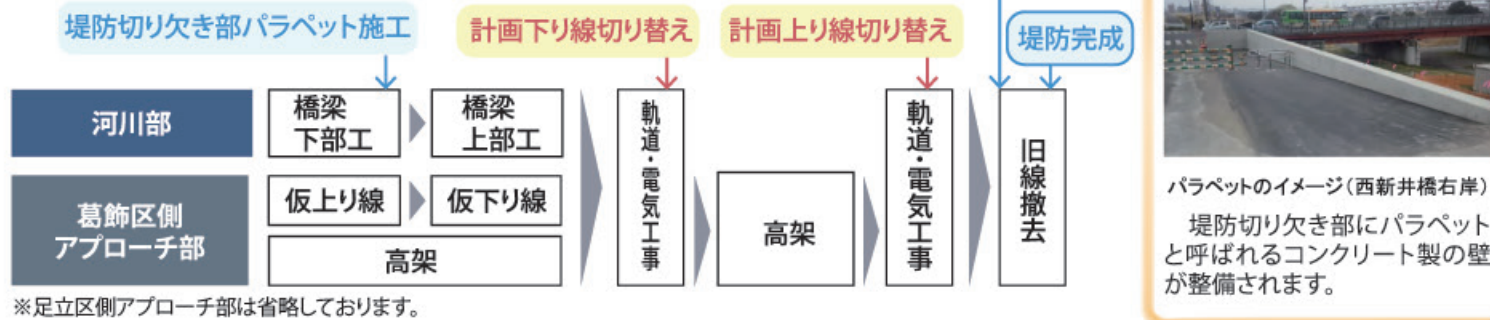 堤防切り欠き部パラペット施工
計画下り線切り替え
計画上り線切り替え
堤防完成
河川部
橋梁
下部工
橋梁
上部工
葛飾区側
アプローチ部
仮上り線
仮下り線
高架
軌道・電気工事
高架
軌道・電気工事
旧線撤去
※足立区側アプローチ部は省略しております。
パラペットのイメージ（西新井橋右岸）
堤防切り欠き部にパラペット
と呼ばれるコンクリート製の壁
が整備されます。